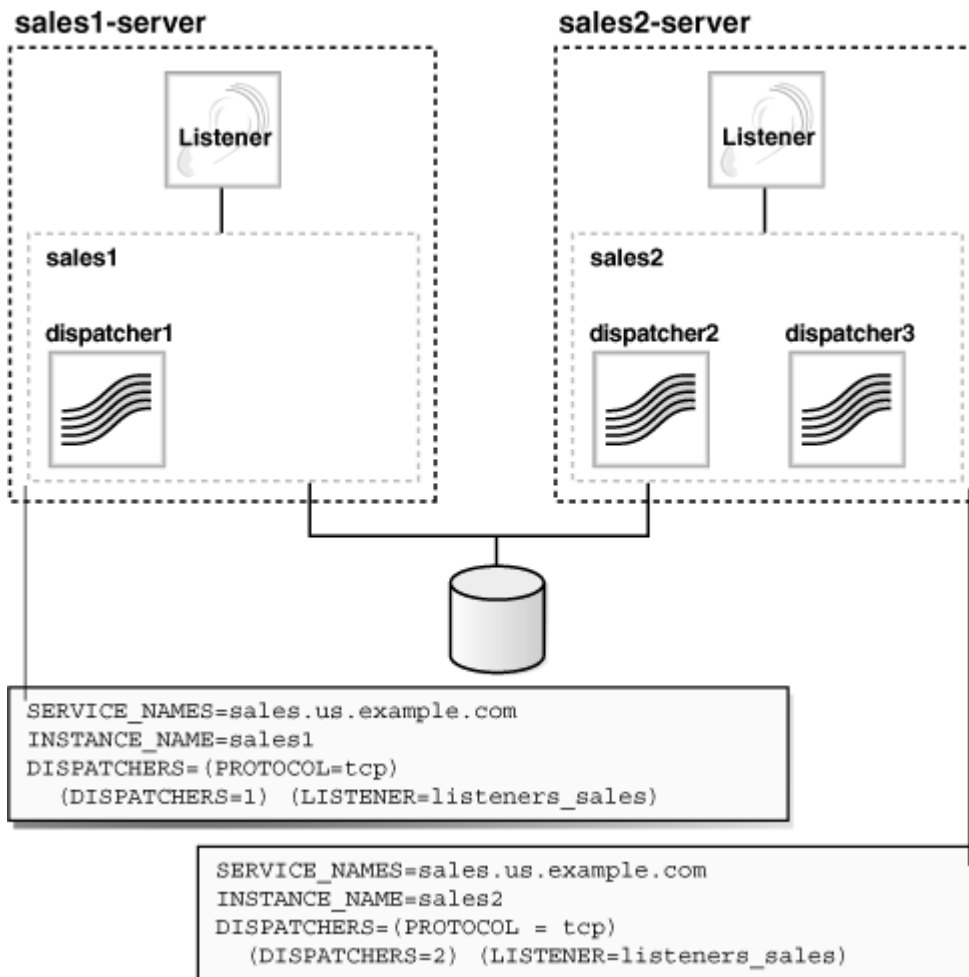 sales1-server
sales2-server
Listener
Listener
sales1
sales2
dispatcher1
dispatcher2
dispatcher3
SERVICE_NAMES=sales.us.example.com
INSTANCE_NAME=sales1
DISPATCHERS=(PROTOCOL=tcp)
(DISPATCHERS=1) (LISTENER=listeners_sales)
SERVICE_NAMES=sales.us.example.com
INSTANCE_NAME=sales2
DISPATCHERS=(PROTOCOL = tcp)
(DISPATCHERS=2) (LISTENER=listeners_sales)